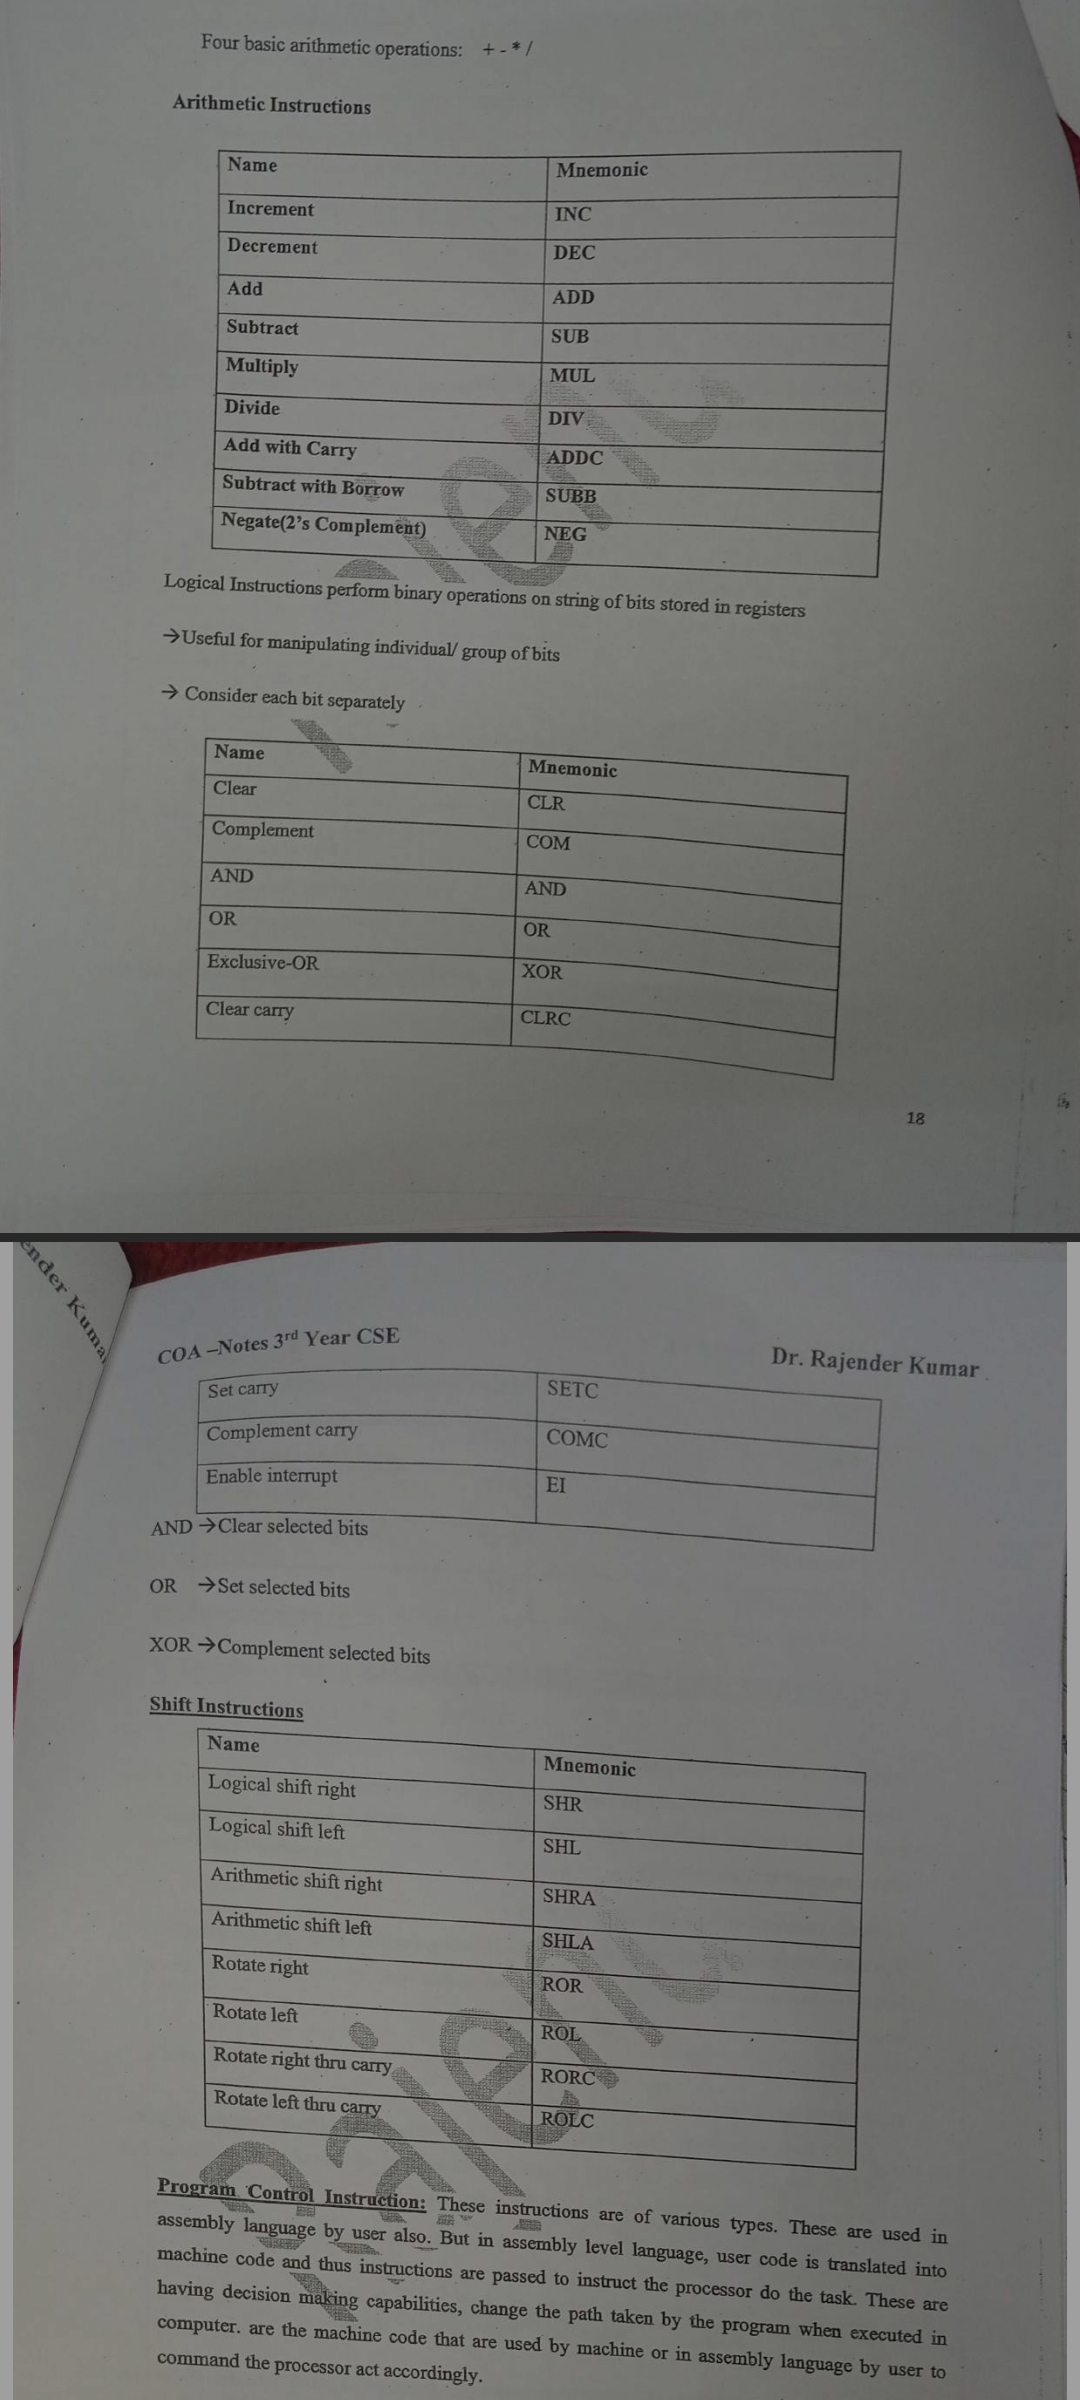 Four basic arithmetic operations: + - * /
Arithmetic Instructions
Name Mnemonic
Increment INC
Decrement DEC
Add ADD
Subtract SUB
Multiply MUL
Divide DIV
Add with Carry ADDC
Subtract with Borrow SUBB
Negate(2's Complement) NEG
Logical Instructions perform binary operations on string of bits stored in registers
→Useful for manipulating individual/ group of bits
→ Consider each bit separately
Name Mnemonic
Clear CLR
Complement COM
AND AND
OR OR
Exclusive-OR XOR
Clear carry CLRC
18
COA –Notes 3rd Year CSE Dr. Rajender Kumar
Set carry SETC
Complement carry COMC
Enable interrupt EI
AND →Clear selected bits
OR →Set selected bits
XOR →Complement selected bits
Shift Instructions
Name Mnemonic
Logical shift right SHR
Logical shift left SHL
Arithmetic shift right SHRA
Arithmetic shift left SHLA
Rotate right ROR
Rotate left ROL
Rotate right thru carry RORC
Rotate left thru carry ROLC
Program Control Instruction: These instructions are of various types. These are used in
assembly language by user also. But in assembly level language, user code is translated into
machine code and thus instructions are passed to instruct the processor do the task. These are
having decision making capabilities, change the path taken by the program when executed in
computer. are the machine code that are used by machine or in assembly language by user to
command the processor act accordingly.